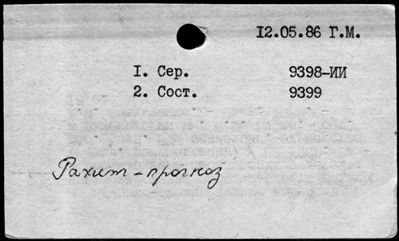 12.05.86 Г.М.
1. Сер. 9398-ИИ
2. Сост. 9399
Рахит - прогноз